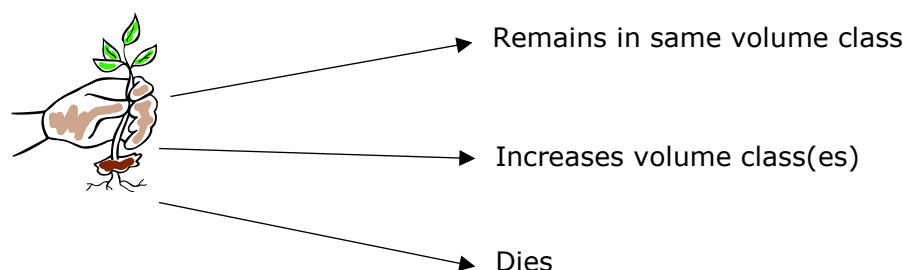 Remains in same volume class
Increases volume class(es)
Dies